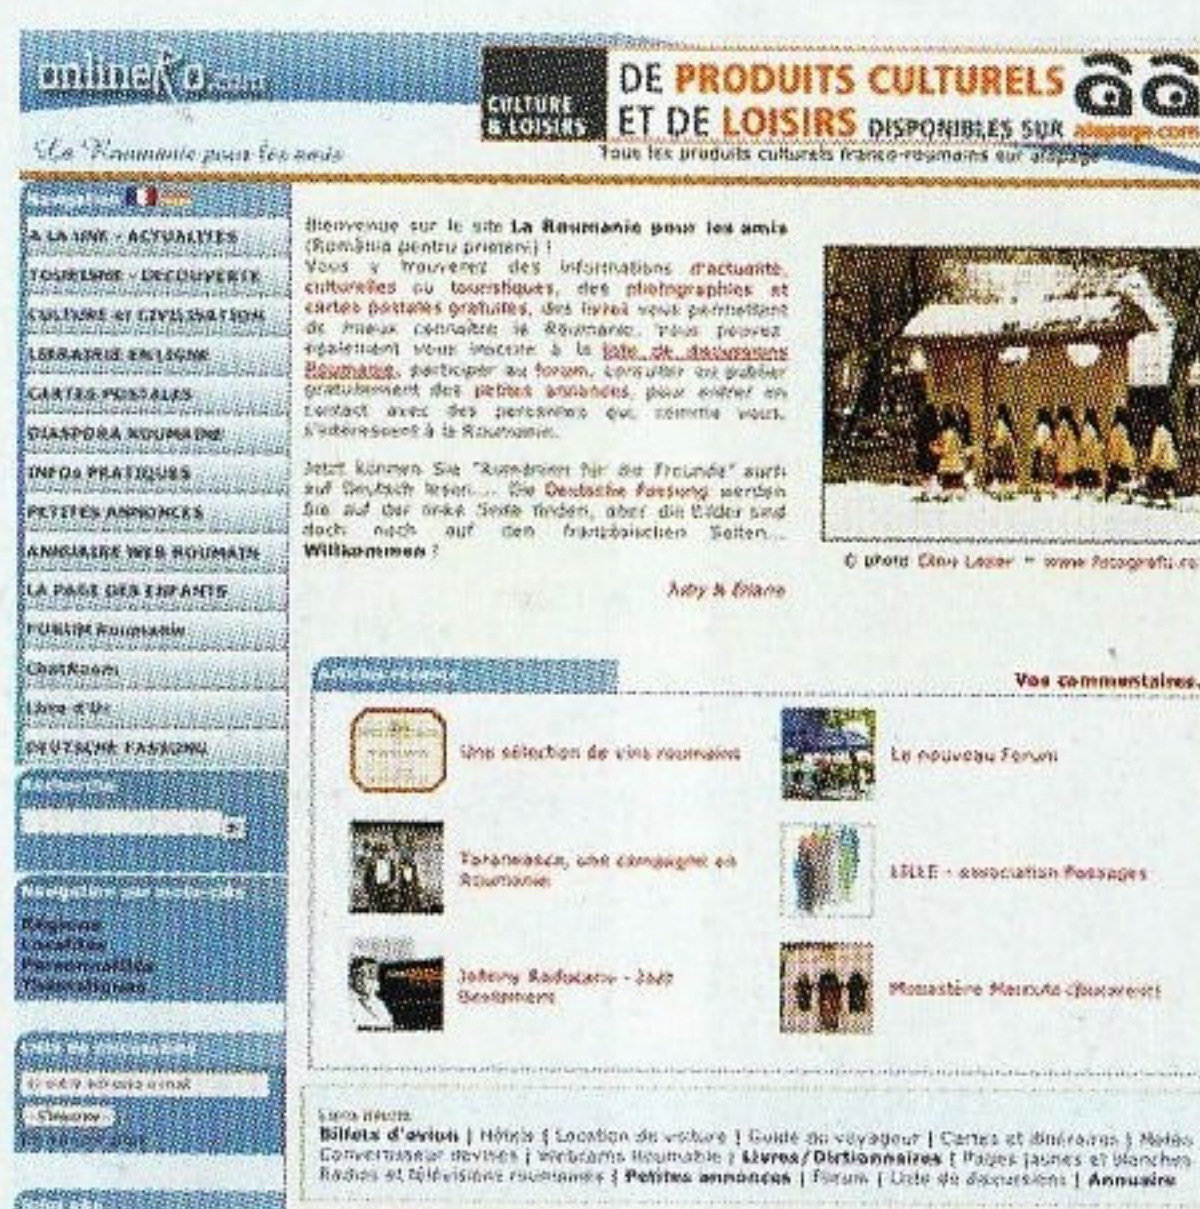 onlineRo.com
La Roumanie pour les amis
CULTURE
& LOISIRS
DE PRODUITS CULTURELS
ET DE LOISIRS DISPONIBLES SUR alapage.com
Tous les produits culturels franco-roumains sur alapage
Navigation
A LA UNE - ACTUALITES
TOURISME - DECOUVERTE
CULTURE et CIVILISATION
LIBRAIRIE EN LIGNE
CARTES POSTALES
DIASPORA ROUMAINE
INFOs PRATIQUES
PETITES ANNONCES
ANNUAIRE WEB ROUMAIN
LA PAGE DES ENFANTS
FORUM Roumanie
ChatRoom
Livre d'Or
DEUTSCHE FASSUNG
Bienvenue sur le site La Roumanie pour les amis
(România pentru prieteni) !
Vous y trouverez des informations d'actualité,
culturelles ou touristiques, des photographies et
cartes postales gratuites, des livres vous permettant
de mieux connaître la Roumanie. Vous pouvez
également vous inscrire à la liste de discussions
Roumanie, participer au forum, consulter ou publier
gratuitement des petites annonces, pour entrer en
contact avec des personnes qui, comme vous,
s'intéressent à la Roumanie.
Jetzt können Sie "Rumänien für die Freunde" auch
auf Deutsch lesen... Die Deutsche Fassung werden
Sie auf der linke Seite finden, aber die Bilder sind
doch noch auf den französischen Seiten...
Willkommen !
© photo
Vos commentaires
Une sélection de vins roumains
Le nouveau Forum
une campagne en
Roumanie
LILLE - association Passages
Johnny Raducanu - Jazz
Monastère
Navigation par
Régions
Localités
Personnalités
Thématiques
S'inscrire
Billets d'avion | Hôtels | Location de voiture | Guide du voyageur | Cartes et itinéraires | Météo
Convertisseur devises | Webcams Roumanie | Livres/Dictionnaires | Pages jaunes et blanches
Radios et télévisions roumaines | Petites annonces | Forum | Liste de discussions | Annuaire